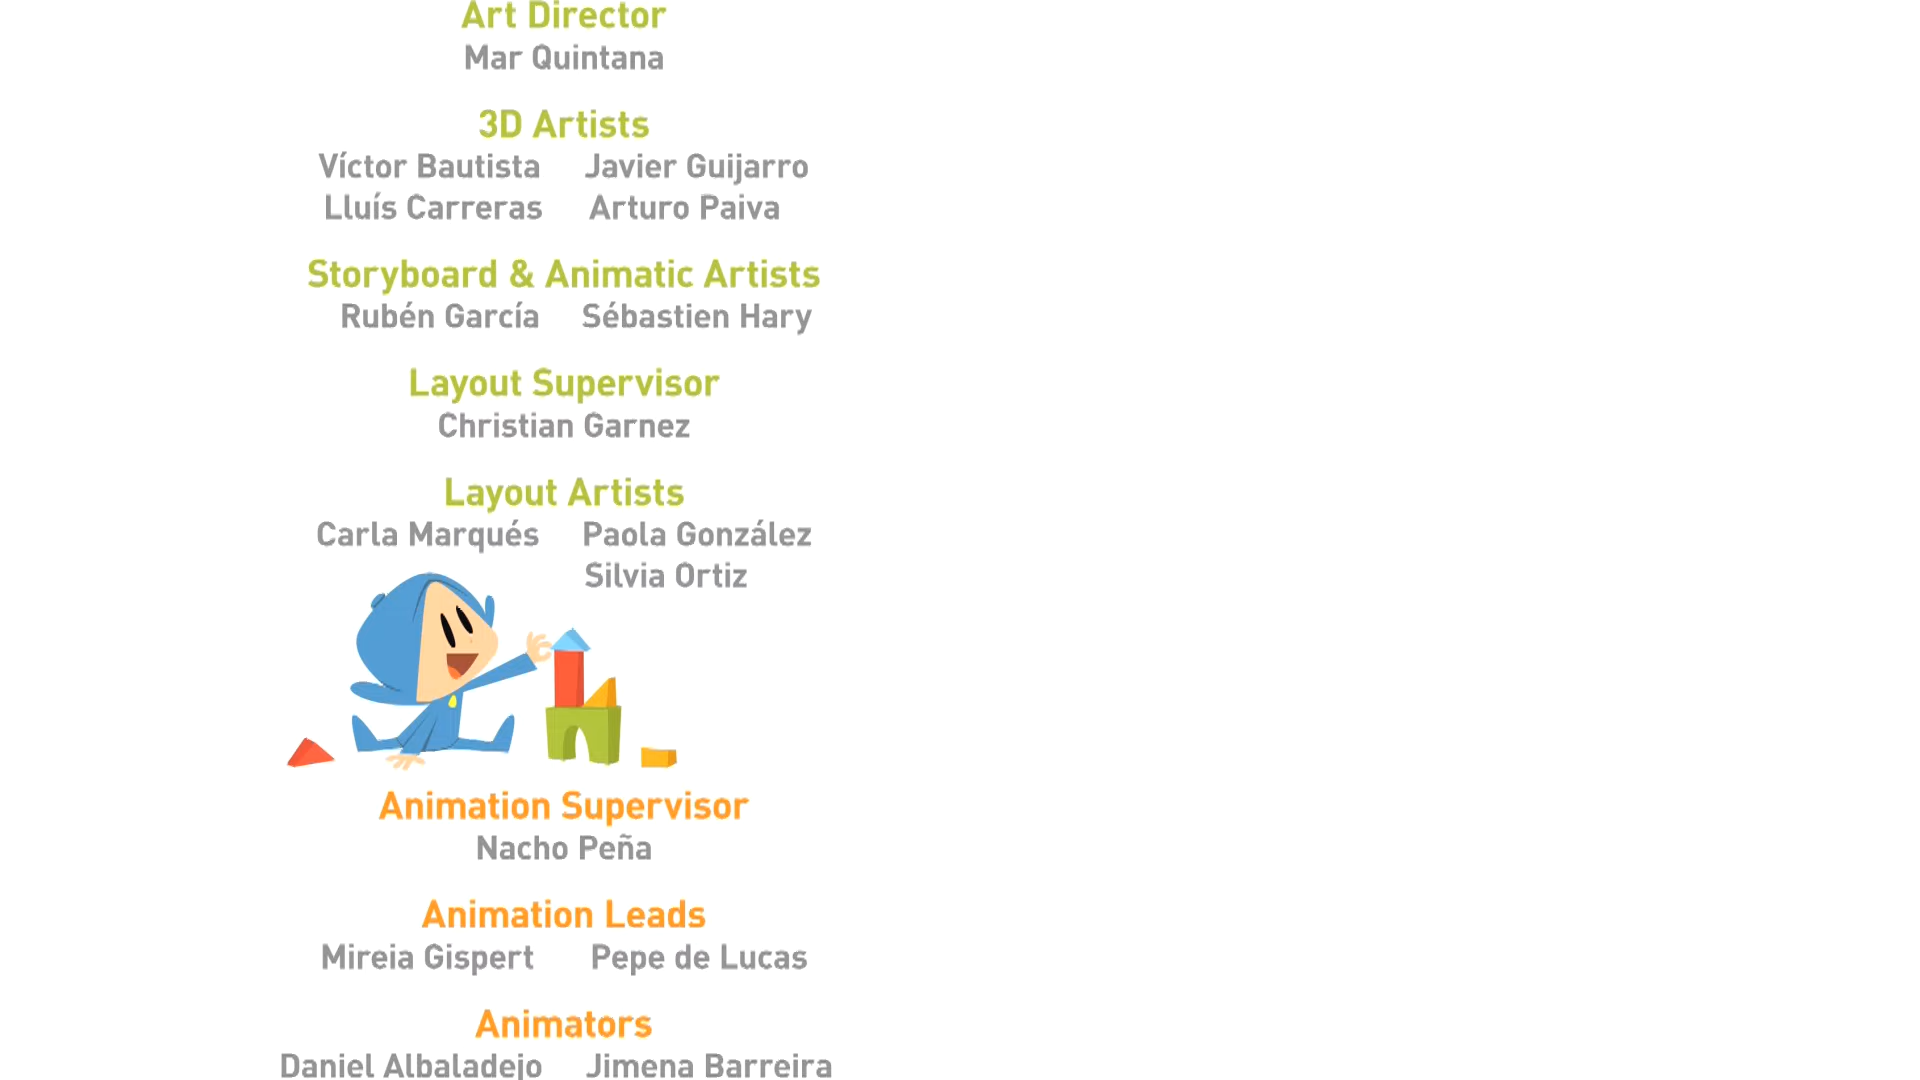 Art Director
Mar Quintana
3D Artists
Víctor Bautista Javier Guijarro
Lluís Carreras Arturo Paiva
Storyboard & Animatic Artists
Rubén García Sébastien Hary
Layout Supervisor
Christian Garnez
Layout Artists
Carla Marqués Paola González
Silvia Ortiz
Animation Supervisor
Nacho Peña
Animation Leads
Mireia Gispert Pepe de Lucas
Animators
Daniel Albaladejo Jimena Barreira